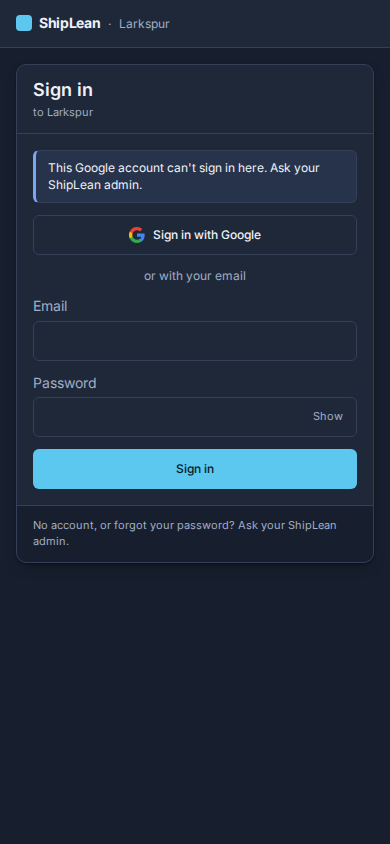 ShipLean · Larkspur
Sign in
to Larkspur
This Google account can't sign in here. Ask your
ShipLean admin.
Sign in with Google
or with your email
Email
Password
Show
Sign in
No account, or forgot your password? Ask your ShipLean
admin.